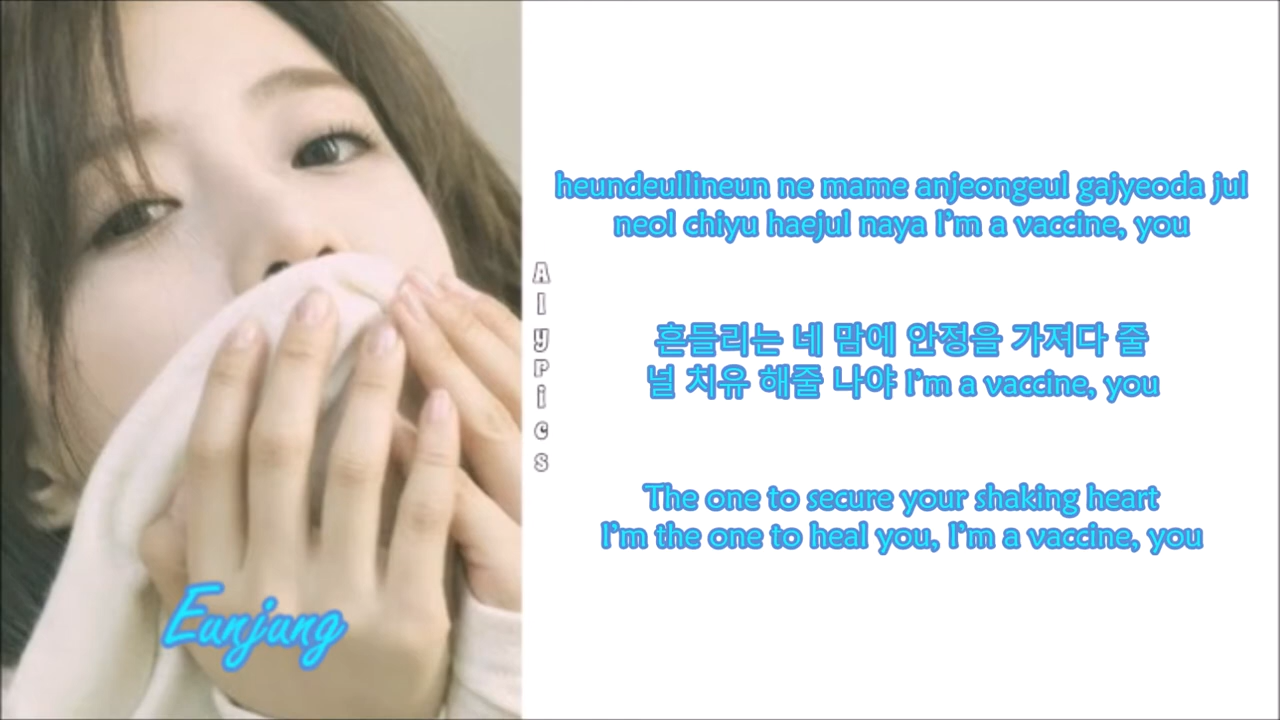 heundeullineun ne mame anjeongeul gajyeoda jul
neol chiyu haejul naya I'm a vaccine, you
흔들리는 네 맘에 안정을 가져다 줄
널 치유 해줄 나야 I'm a vaccine, you
The one to secure your shaking heart
I'm the one to heal you, I'm a vaccine, you
Alyrics
Eunjung